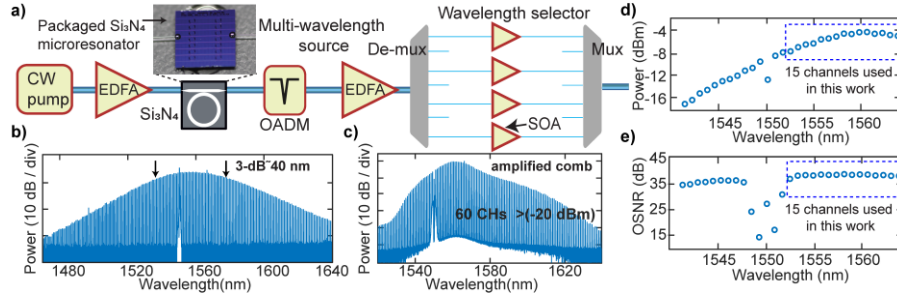 a)
Packaged Si₃N₄
microresonator
Multi-wavelength
source
Wavelength selector
De-mux
Mux
CW
pump
EDFA
Si₃N₄
OADM
EDFA
SOA
b)
3-dB~40 nm
Power (10 dB / div)
1480
1520
1560
1600
1640
Wavelength(nm)
c)
amplified comb
60 CHs >(-20 dBm)
Power (10 dB / div)
1540
1580
1620
Wavelength(nm)
d)
Power (dBm)
-4
-8
-12
-16
15 channels used
in this work
1545
1550
1555
1560
Wavelength (nm)
e)
OSNR (dB)
45
35
25
15
15 channels used
in this work
1545
1550
1555
1560
Wavelength (nm)